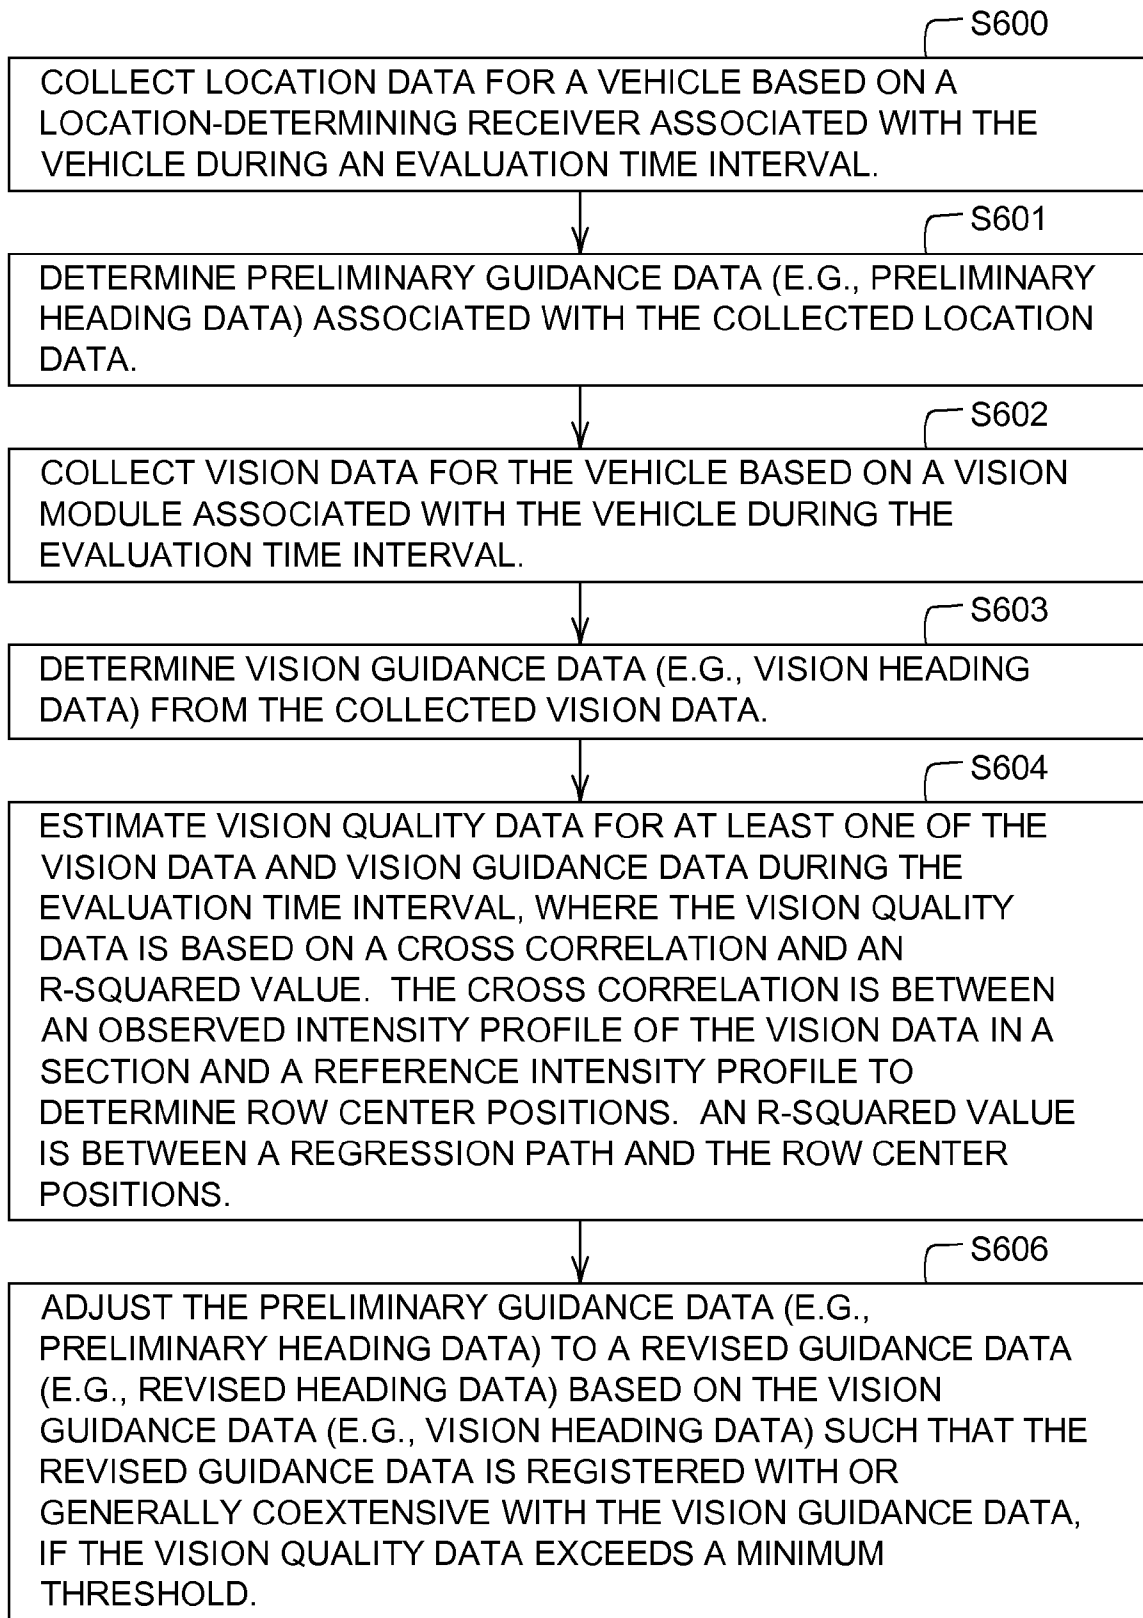 S600
COLLECT LOCATION DATA FOR A VEHICLE BASED ON A
LOCATION-DETERMINING RECEIVER ASSOCIATED WITH THE
VEHICLE DURING AN EVALUATION TIME INTERVAL.
S601
DETERMINE PRELIMINARY GUIDANCE DATA (E.G., PRELIMINARY
HEADING DATA) ASSOCIATED WITH THE COLLECTED LOCATION
DATA.
S602
COLLECT VISION DATA FOR THE VEHICLE BASED ON A VISION
MODULE ASSOCIATED WITH THE VEHICLE DURING THE
EVALUATION TIME INTERVAL.
S603
DETERMINE VISION GUIDANCE DATA (E.G., VISION HEADING
DATA) FROM THE COLLECTED VISION DATA.
S604
ESTIMATE VISION QUALITY DATA FOR AT LEAST ONE OF THE
VISION DATA AND VISION GUIDANCE DATA DURING THE
EVALUATION TIME INTERVAL, WHERE THE VISION QUALITY
DATA IS BASED ON A CROSS CORRELATION AND AN
R-SQUARED VALUE.  THE CROSS CORRELATION IS BETWEEN
AN OBSERVED INTENSITY PROFILE OF THE VISION DATA IN A
SECTION AND A REFERENCE INTENSITY PROFILE TO
DETERMINE ROW CENTER POSITIONS.  AN R-SQUARED VALUE
IS BETWEEN A REGRESSION PATH AND THE ROW CENTER
POSITIONS.
S606
ADJUST THE PRELIMINARY GUIDANCE DATA (E.G.,
PRELIMINARY HEADING DATA) TO A REVISED GUIDANCE DATA
(E.G., REVISED HEADING DATA) BASED ON THE VISION
GUIDANCE DATA (E.G., VISION HEADING DATA) SUCH THAT THE
REVISED GUIDANCE DATA IS REGISTERED WITH OR
GENERALLY COEXTENSIVE WITH THE VISION GUIDANCE DATA,
IF THE VISION QUALITY DATA EXCEEDS A MINIMUM
THRESHOLD.